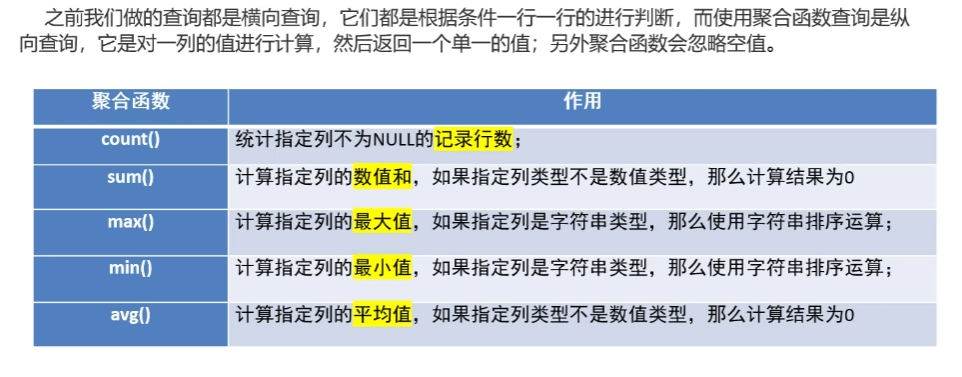 之前我们做的查询都是横向查询，它们都是根据条件一行一行的进行判断，而使用聚合函数查询是纵
向查询，它是对一列的值进行计算，然后返回一个单一的值；另外聚合函数会忽略空值。
聚合函数 作用
count() 统计指定列不为NULL的记录行数；
sum() 计算指定列的数值和，如果指定列类型不是数值类型，那么计算结果为0
max() 计算指定列的最大值，如果指定列是字符串类型，那么使用字符串排序运算；
min() 计算指定列的最小值，如果指定列是字符串类型，那么使用字符串排序运算；
avg() 计算指定列的平均值，如果指定列类型不是数值类型，那么计算结果为0